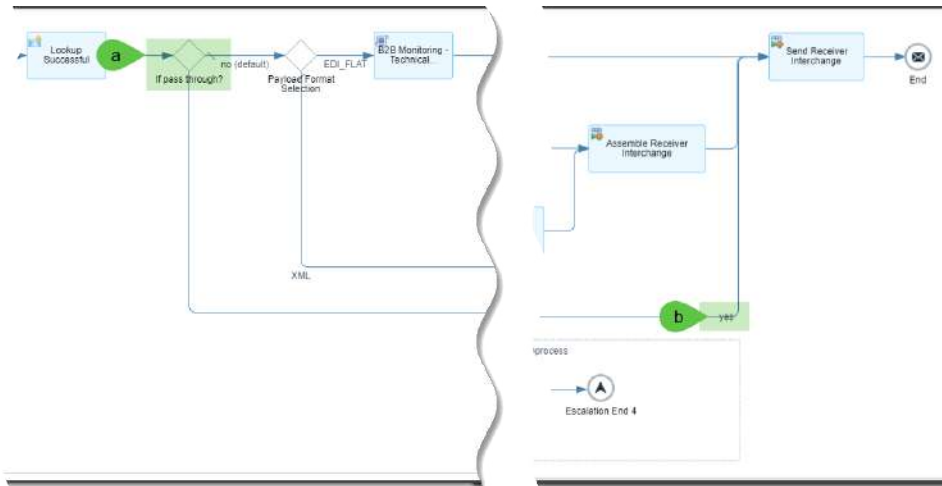 Lookup
Successful
a
If pass through?
no (default)
Payload Format
Selection
EDI_FLAT
B2B Monitoring -
Technical...
XML
Send Receiver
Interchange
End
Assemble Receiver
Interchange
b
yes
process
Escalation End 4